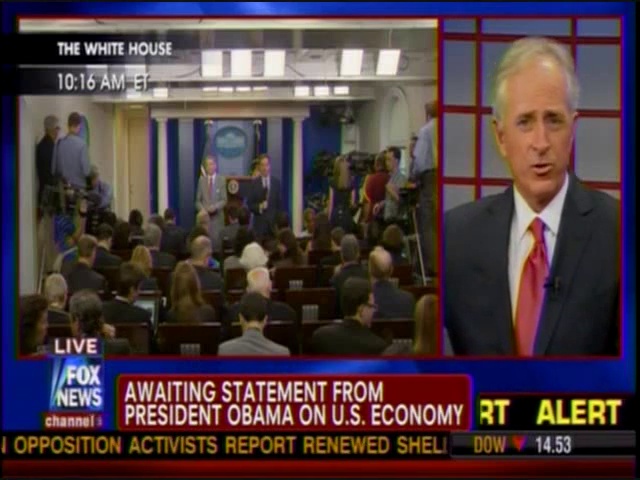 THE WHITE HOUSE
10:16 AM ET
LIVE
FOX
NEWS
channel
AWAITING STATEMENT FROM
PRESIDENT OBAMA ON U.S. ECONOMY
RT ALERT
N OPPOSITION ACTIVISTS REPORT RENEWED SHEL
DOW 14.53